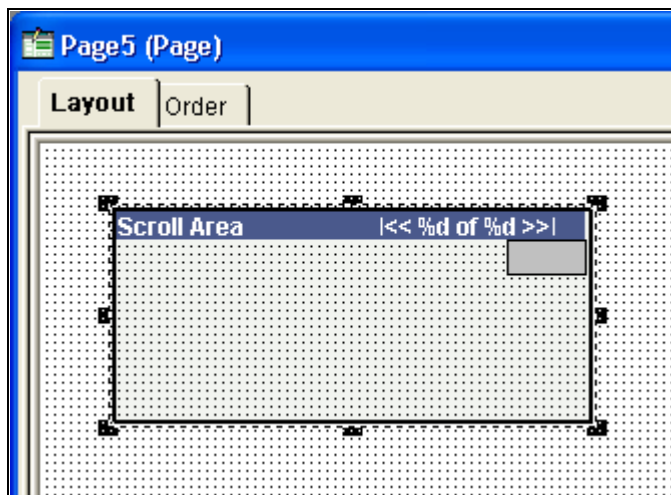 Page5 (Page)
Layout Order
Scroll Area |<< %d of %d >>|